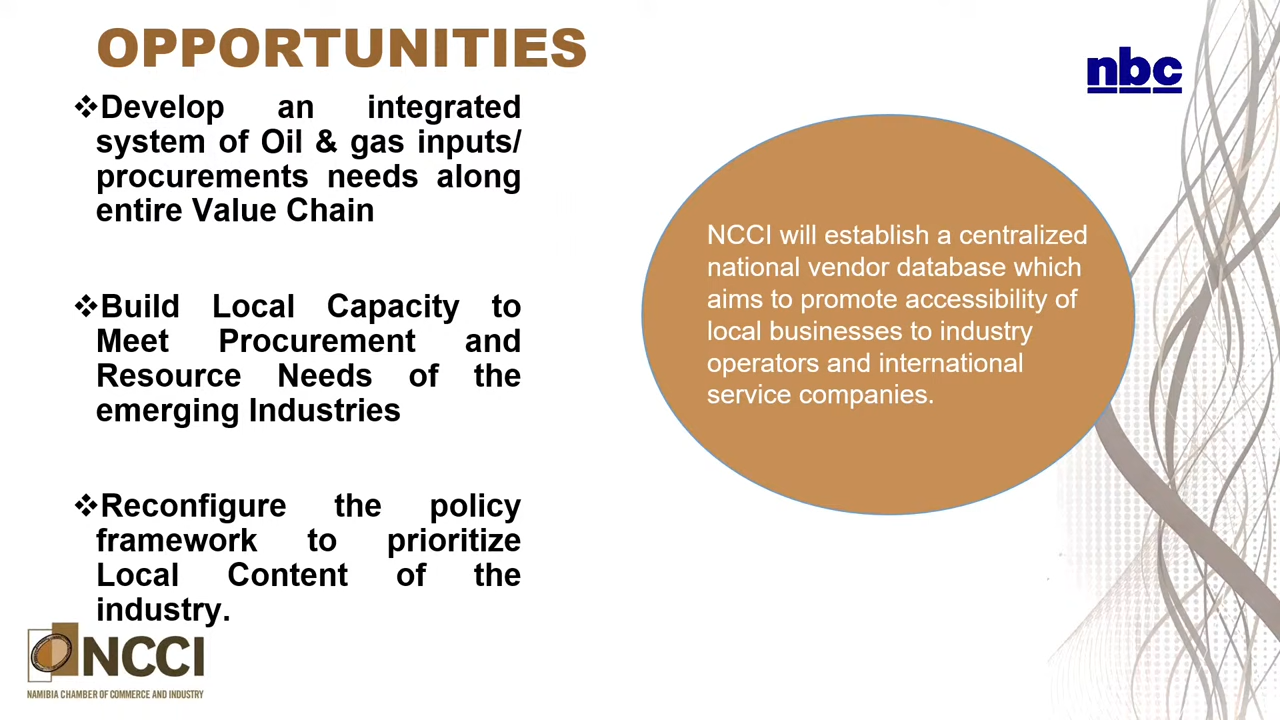 OPPORTUNITIES
nbc
❖Develop an integrated
system of Oil & gas inputs/
procurements needs along
entire Value Chain
❖Build Local Capacity to
Meet Procurement and
Resource Needs of the
emerging Industries
❖Reconfigure the policy
framework to prioritize
Local Content of the
industry.
NCCI will establish a centralized
national vendor database which
aims to promote accessibility of
local businesses to industry
operators and international
service companies.
NCCI
NAMIBIA CHAMBER OF COMMERCE AND INDUSTRY